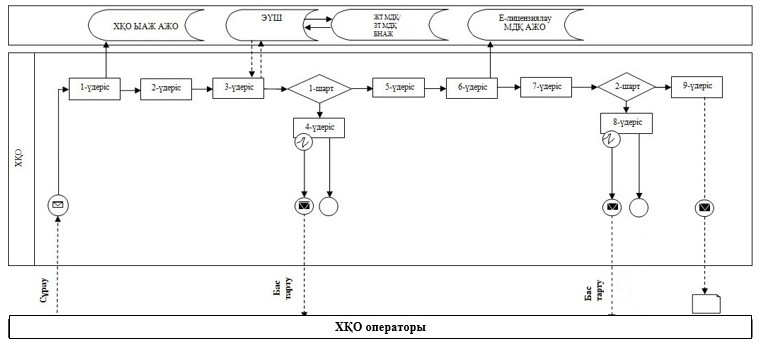 ХҚО ЫАЖ АЖО
ЭҮШ
ЖТ МДҚ/
ЗТ МДҚ
БНАЖ
Е-лицензиялау
МДҚ АЖО
ХҚО
1-үдеріс
2-үдеріс
3-үдеріс
1-шарт
5-үдеріс
6-үдеріс
7-үдеріс
2-шарт
9-үдеріс
4-үдеріс
8-үдеріс
Сұрау
Бас
тарту
Бас
тарту
ХҚО операторы